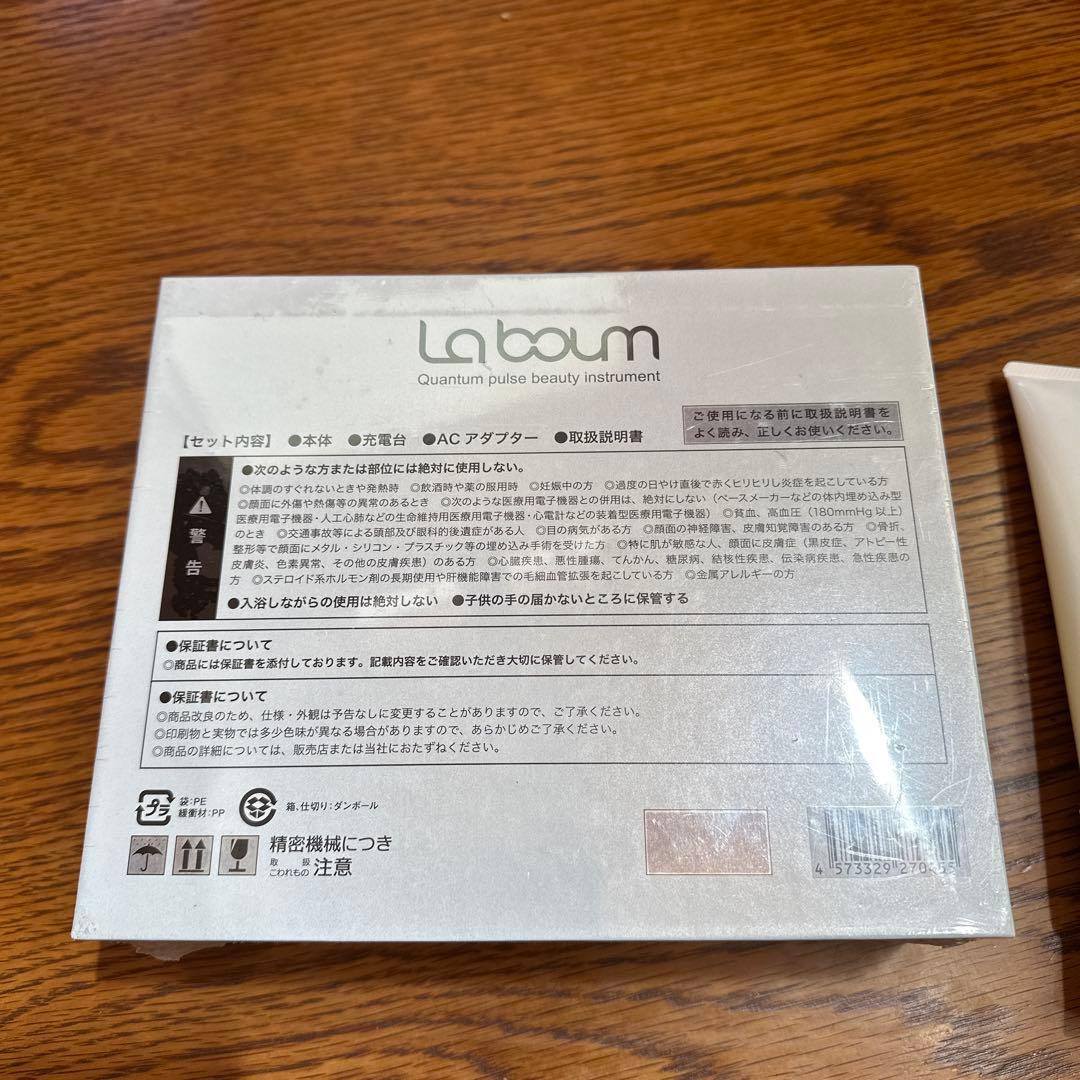 La boum
Quantum pulse beauty instrument
ご使用になる前に取扱説明書を
よく読み、正しくお使いください。
【セット内容】 ●本体 ●充電台 ●AC アダプター ●取扱説明書
警告
●次のような方または部位には絶対に使用しない。
◎体調のすぐれないときや発熱時 ◎飲酒時や薬の服用時 ◎妊娠中の方 ◎過度の日やけ直後で赤くヒリヒリし炎症を起こしている方
◎顔面に外傷や熱傷等の異常のあるとき ◎次のような医療用電子機器との併用は、絶対にしない（ペースメーカーなどの体内埋め込み型
医療用電子機器・人工心肺などの生命維持用医療用電子機器・心電計などの装着型医療用電子機器） ◎貧血、高血圧（180mmHg 以上）
のとき ◎交通事故等による頭部及び眼科的後遺症がある人 ◎目の病気がある方 ◎顔面の神経障害、皮膚知覚障害のある方 ◎骨折、
整形等で顔面にメタル・シリコン・プラスチック等の埋め込み手術を受けた方 ◎特に肌が敏感な人、顔面に皮膚症（黒皮症、アトピー性
皮膚炎、色素異常、その他の皮膚疾患）のある方 ◎心臓疾患、悪性腫瘍、てんかん、糖尿病、結核性疾患、伝染病疾患、急性疾患の
方 ◎ステロイド系ホルモン剤の長期使用や肝機能障害での毛細血管拡張を起こしている方 ◎金属アレルギーの方
●入浴しながらの使用は絶対しない ●子供の手の届かないところに保管する
●保証書について
◎商品には保証書を添付しております。記載内容をご確認いただき大切に保管してください。
●保証書について
◎商品改良のため、仕様・外観は予告なしに変更することがありますので、ご了承ください。
◎印刷物と実物では多少色味が異なる場合がありますので、あらかじめご了承ください。
◎商品の詳細については、販売店または当社におたずねください。
プラ
袋：PE
緩衝材：PP
箱、仕切り：ダンボール
精密機械につき
取扱
こわれもの 注意
4 573329 270455